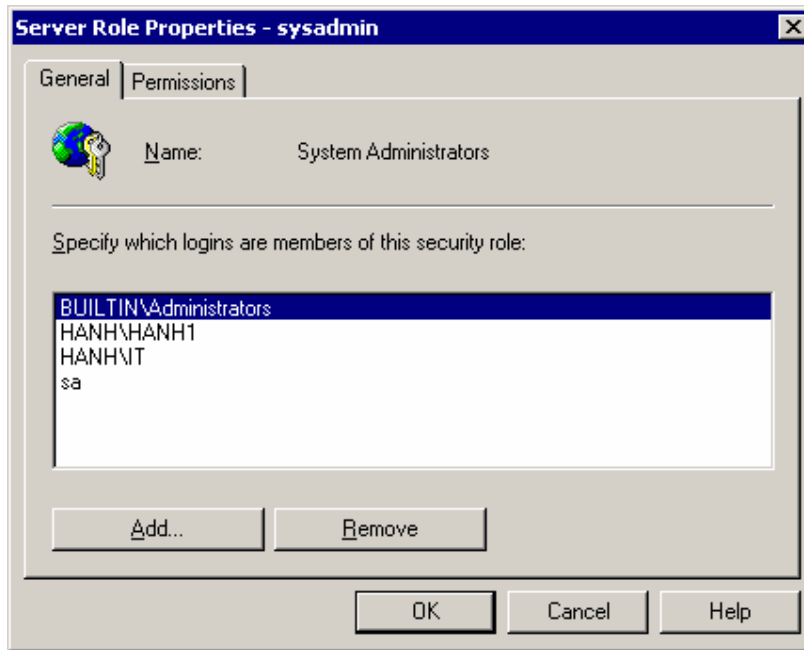 Server Role Properties - sysadmin
General Permissions
Name: System Administrators
Specify which logins are members of this security role:
BUILTIN\Administrators
HANH\HANH1
HANH\IT
sa
Add... Remove
OK Cancel Help